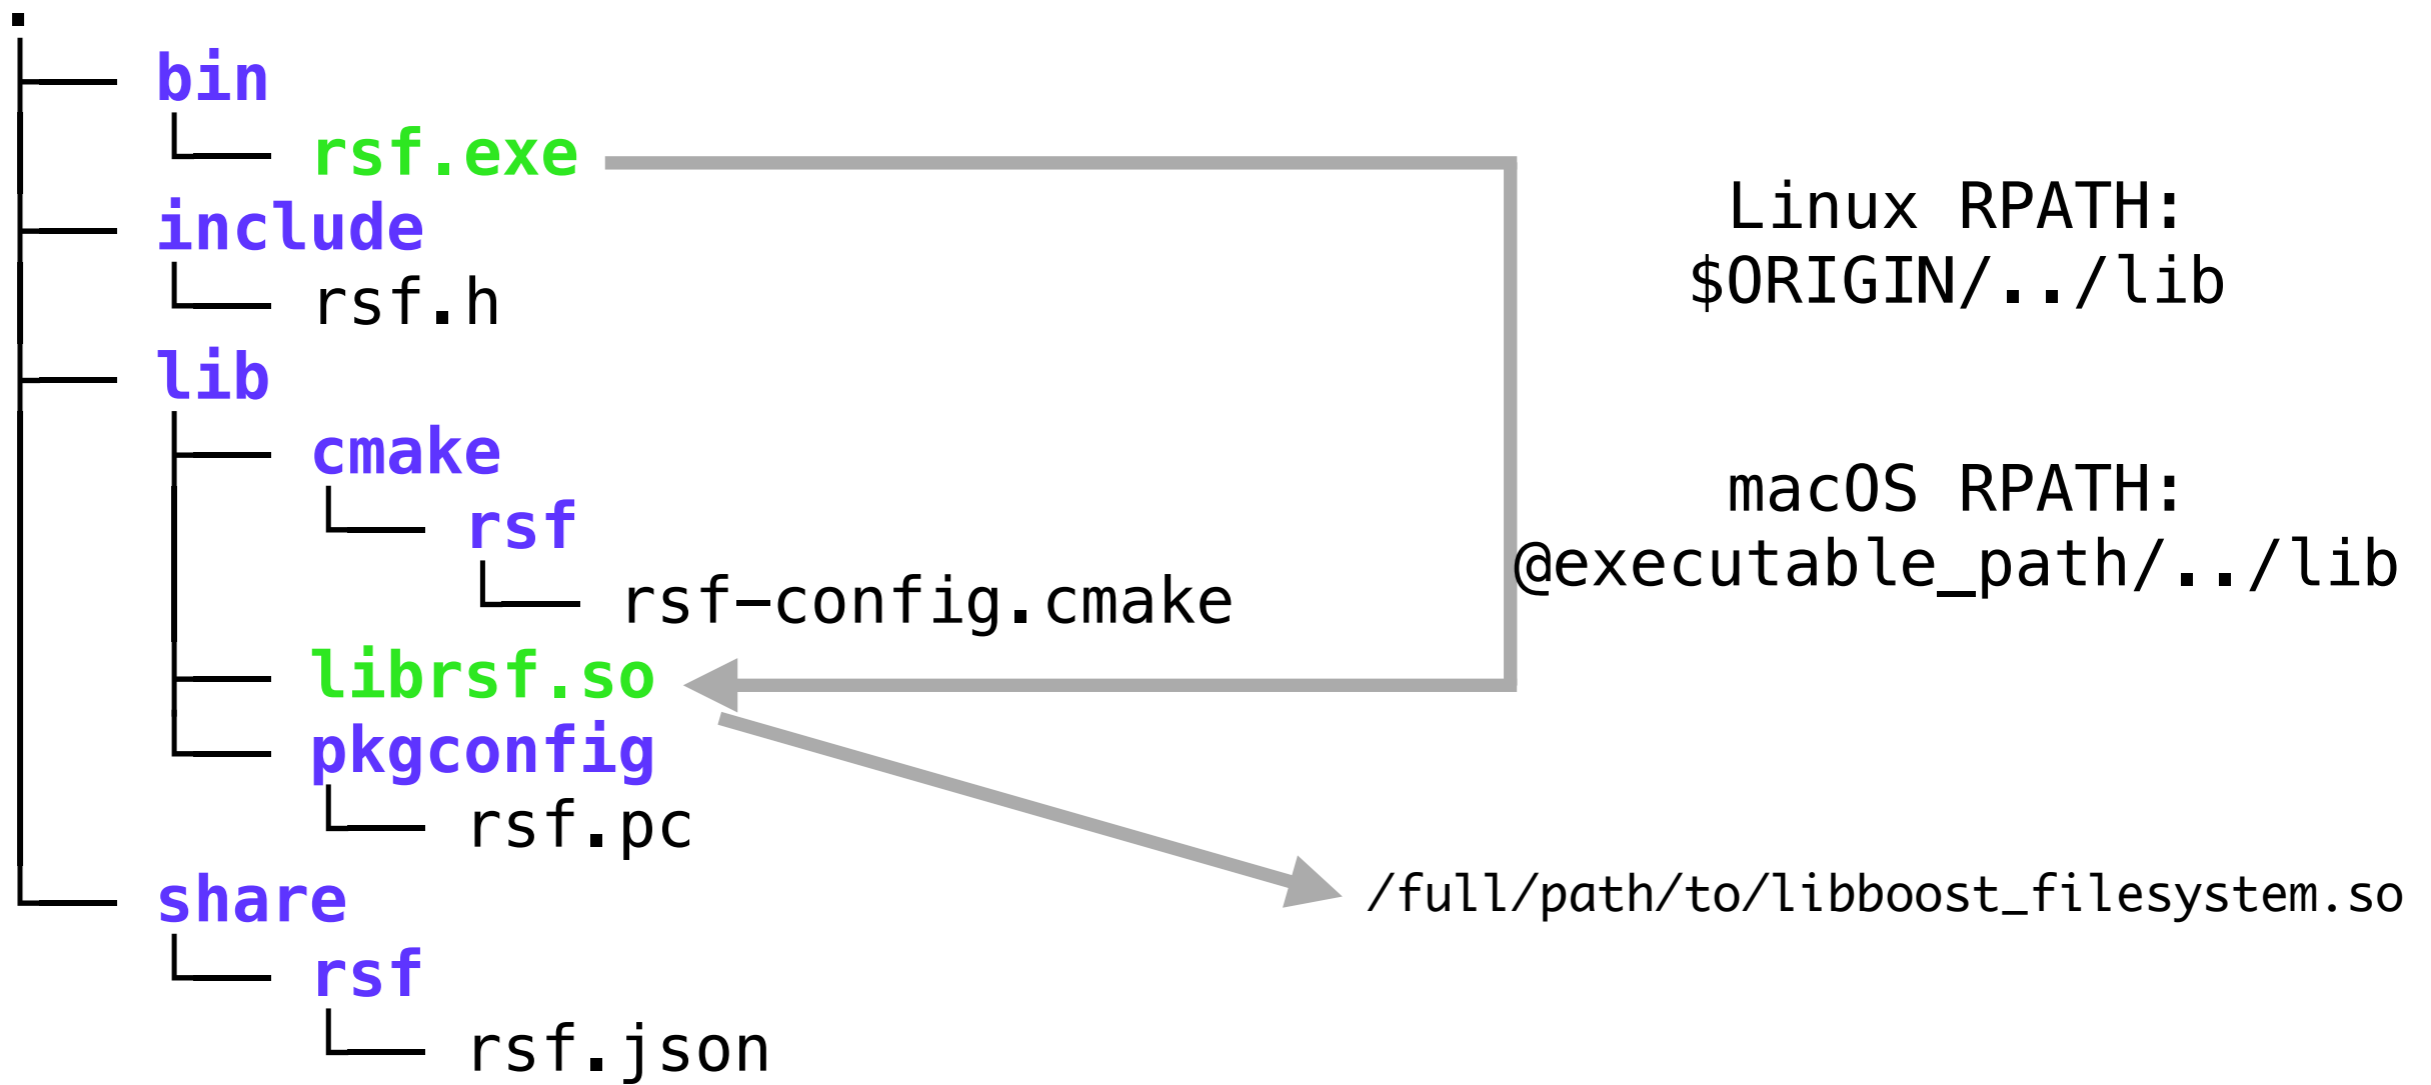 .
bin
rsf.exe
include
rsf.h
lib
cmake
rsf
rsf-config.cmake
librsf.so
pkgconfig
rsf.pc
share
rsf
rsf.json
Linux RPATH:
$ORIGIN/../lib
macOS RPATH:
@executable_path/../lib
/full/path/to/libboost_filesystem.so